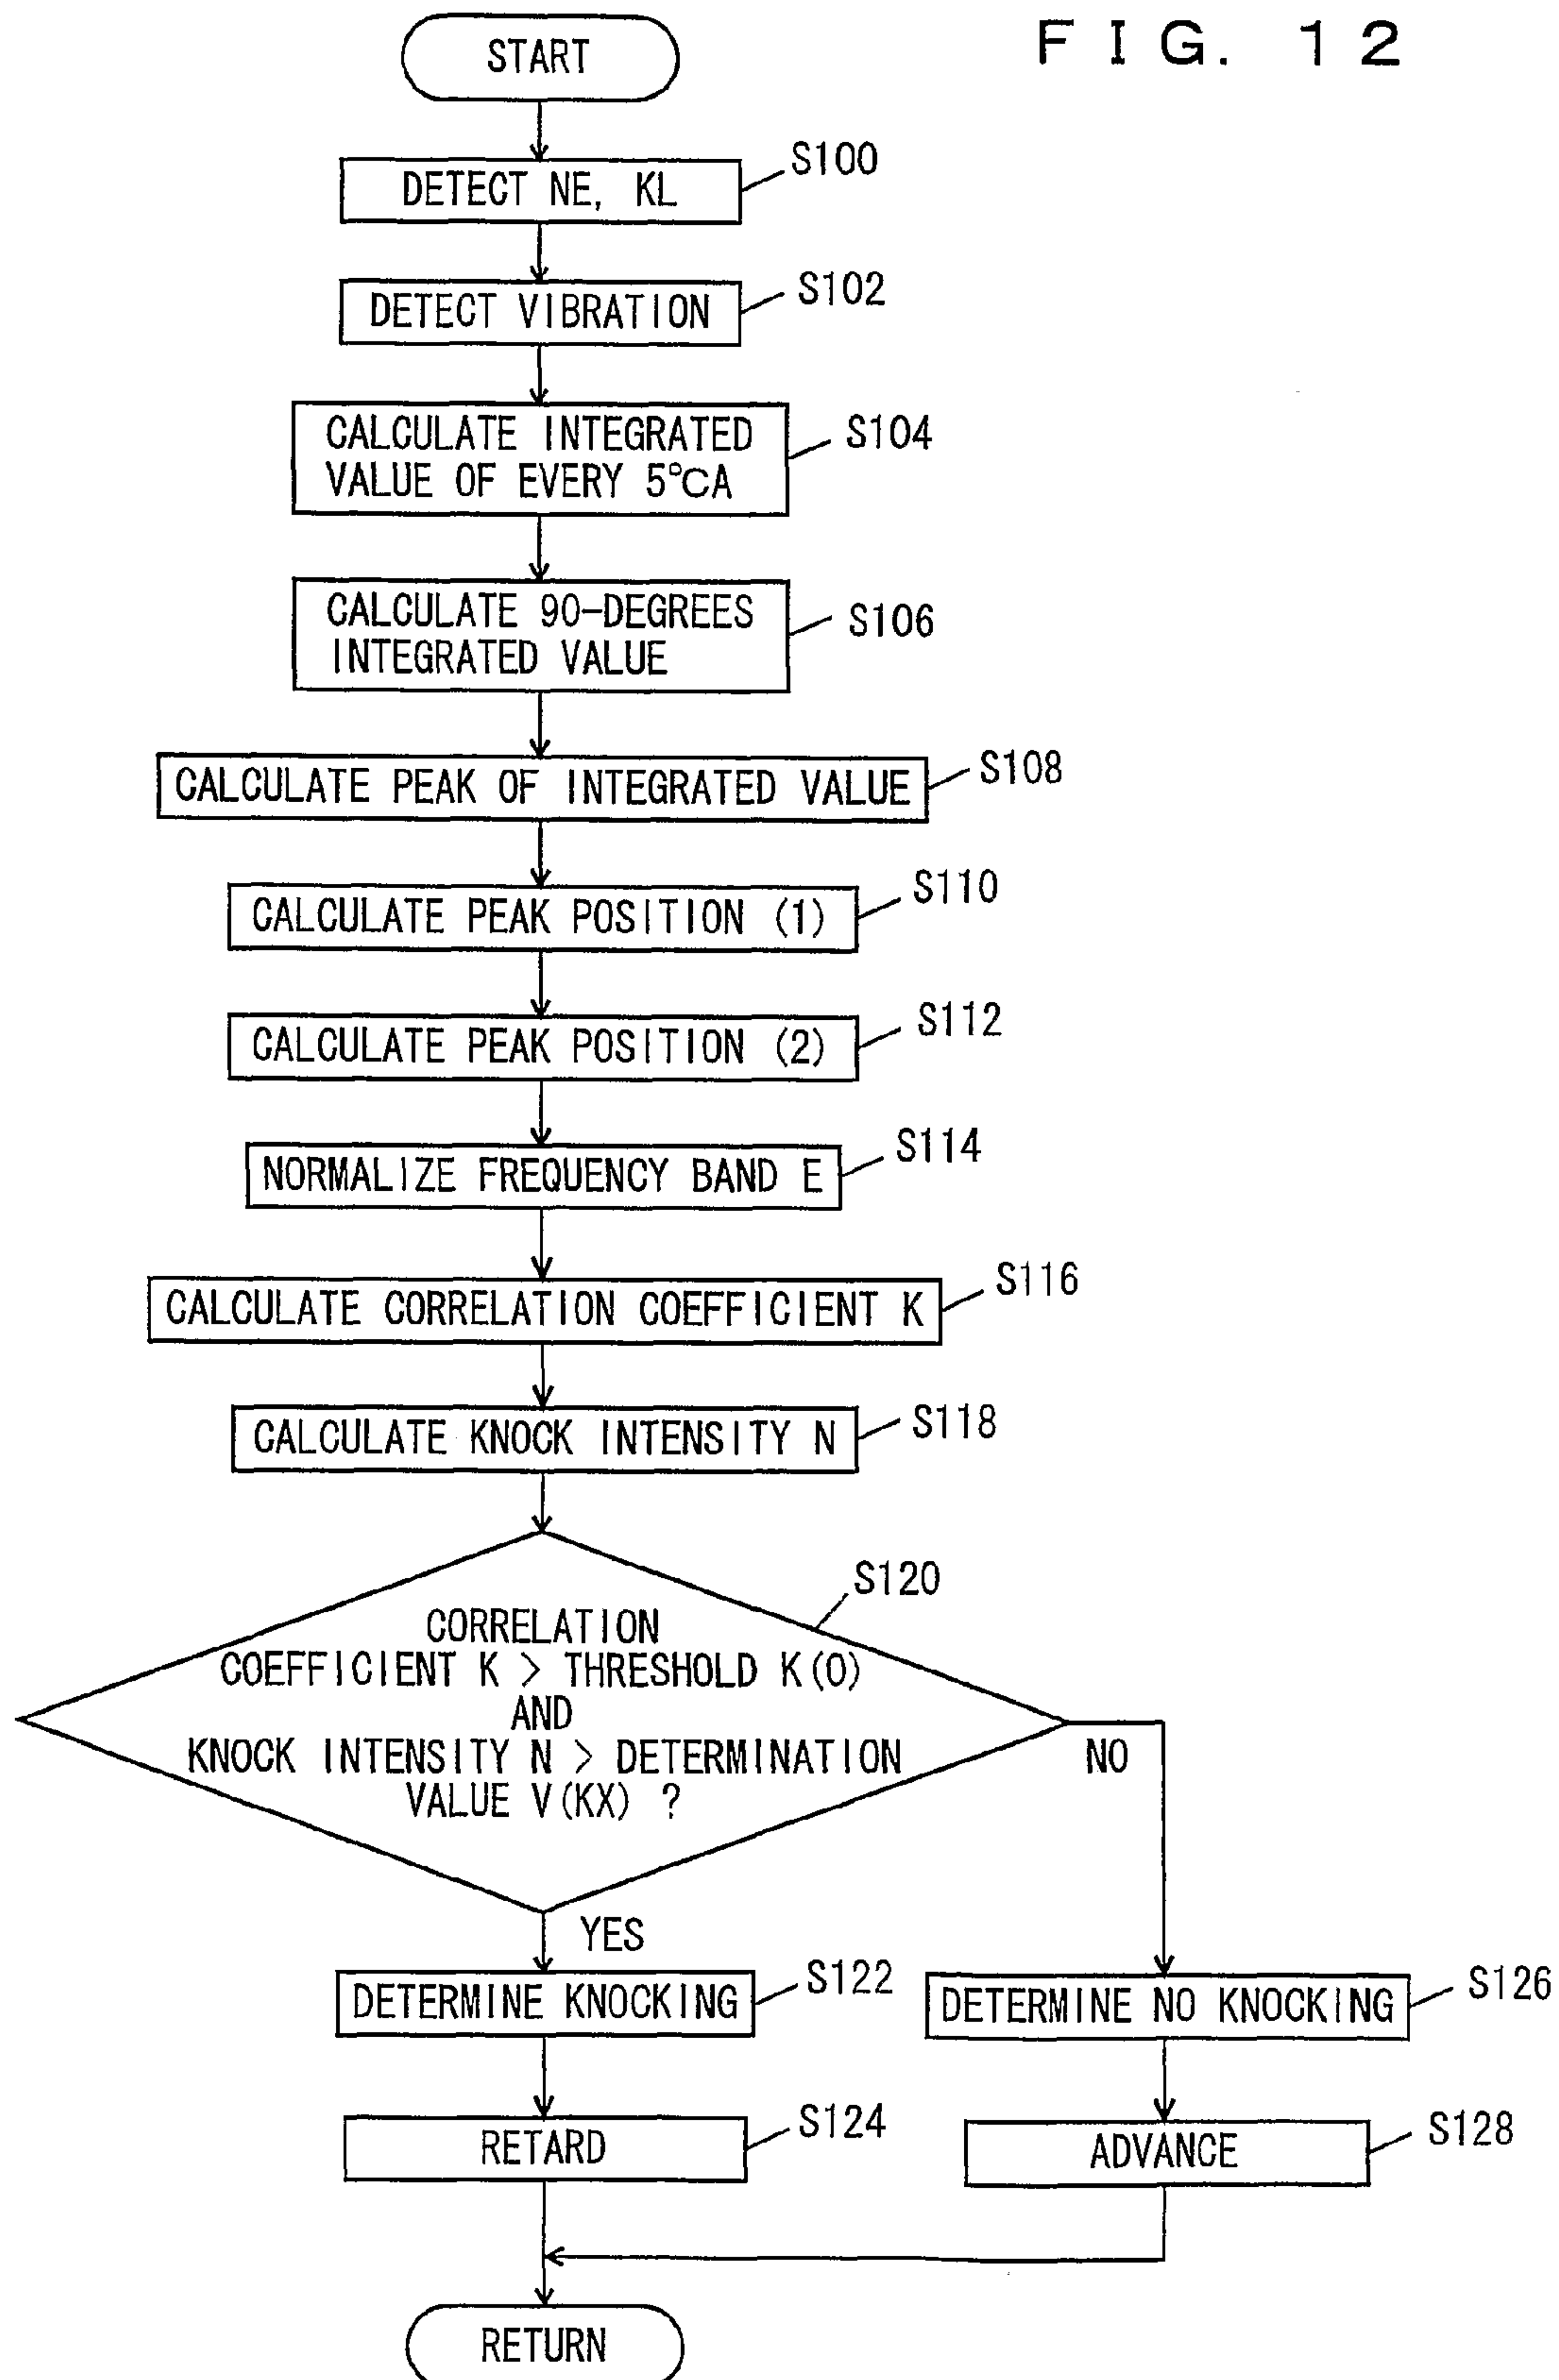 FIG. 12
START
DETECT NE, KL
S100
DETECT VIBRATION
S102
CALCULATE INTEGRATED
VALUE OF EVERY 5°CA
S104
CALCULATE 90-DEGREES
INTEGRATED VALUE
S106
CALCULATE PEAK OF INTEGRATED VALUE
S108
CALCULATE PEAK POSITION (1)
S110
CALCULATE PEAK POSITION (2)
S112
NORMALIZE FREQUENCY BAND E
S114
CALCULATE CORRELATION COEFFICIENT K
S116
CALCULATE KNOCK INTENSITY N
S118
CORRELATION
COEFFICIENT K > THRESHOLD K(0)
AND
KNOCK INTENSITY N > DETERMINATION
VALUE V(KX) ?
S120
NO
YES
DETERMINE KNOCKING
S122
DETERMINE NO KNOCKING
S126
RETARD
S124
ADVANCE
S128
RETURN